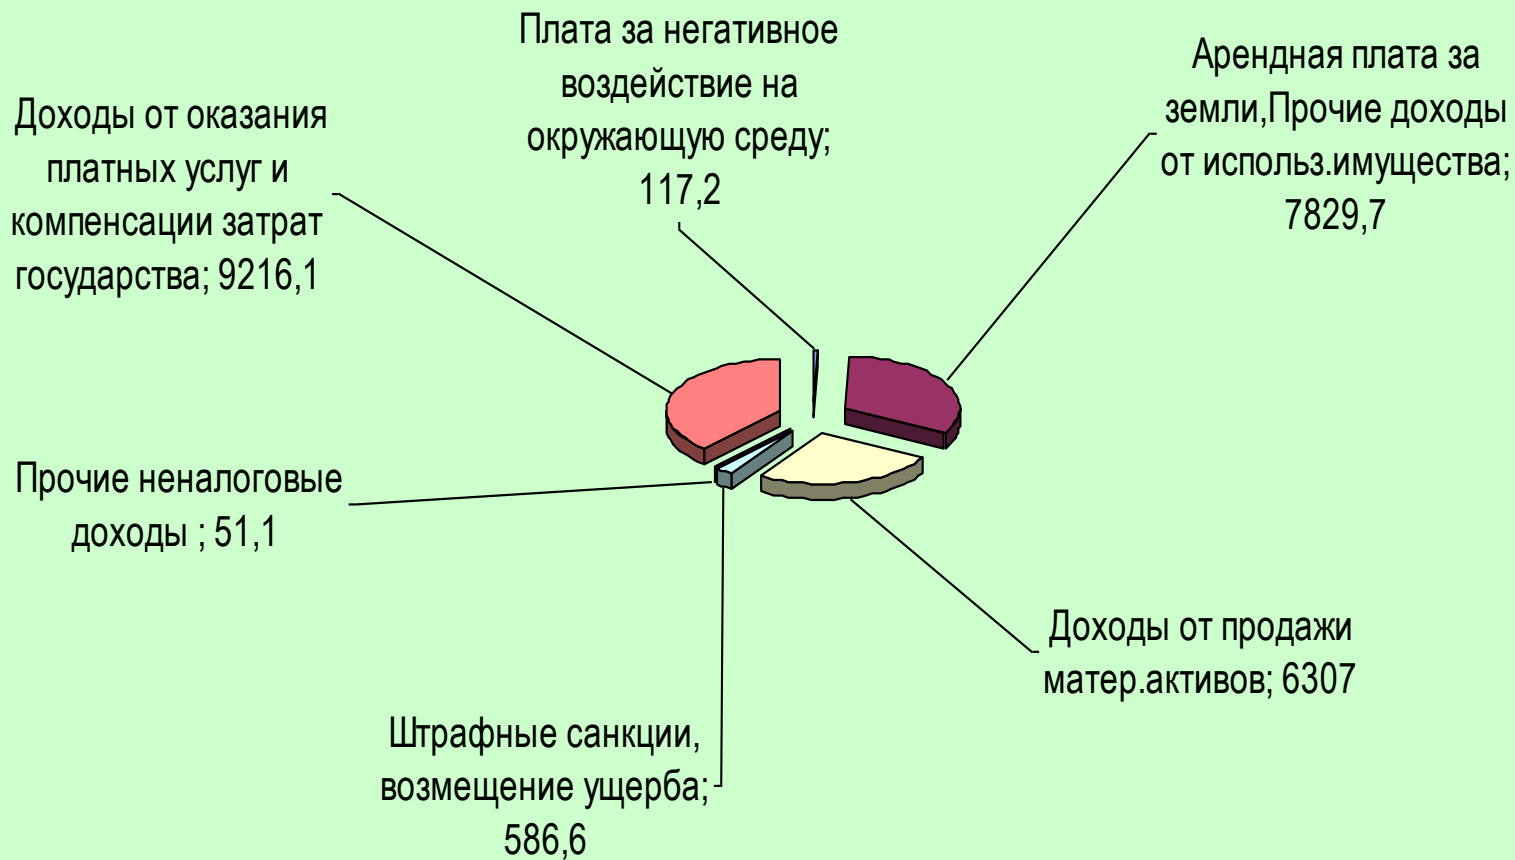 Плата за негативное
воздействие на
окружающую среду;
117,2
Арендная плата за
земли,Прочие доходы
от использ.имущества;
7829,7
Доходы от оказания
платных услуг и
компенсации затрат
государства; 9216,1
Прочие неналоговые
доходы ; 51,1
Доходы от продажи
матер.активов; 6307
Штрафные санкции,
возмещение ущерба;
586,6